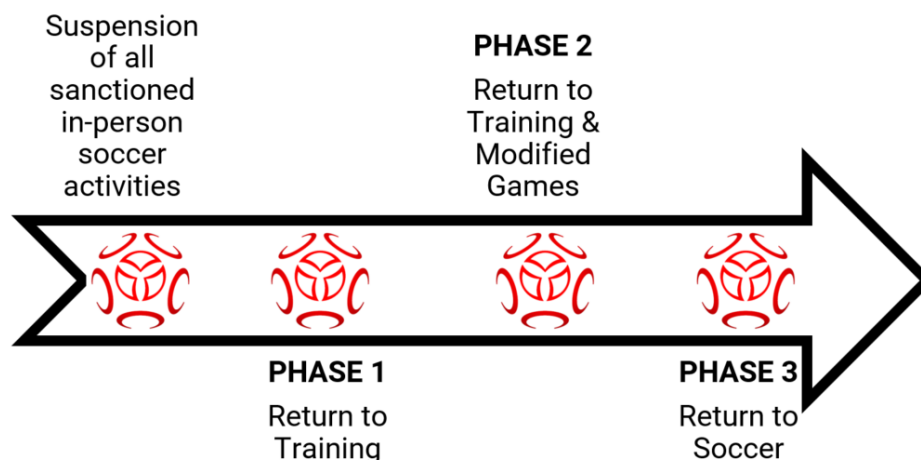 Suspension
of all
sanctioned
in-person
soccer
activities
PHASE 1
Return to
Training
PHASE 2
Return to
Training &
Modified
Games
PHASE 3
Return to
Soccer